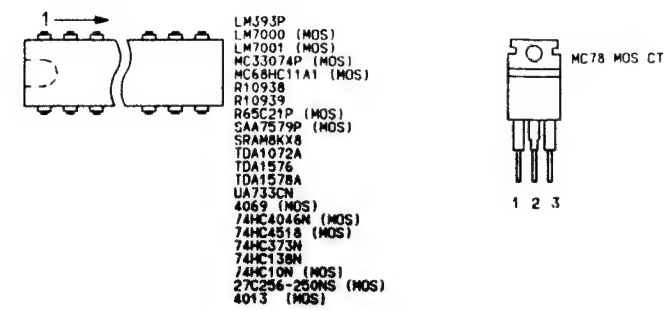 1
LM393P
LM7000 (MOS)
LM7001 (MOS)
MC33074P (MOS)
MC68HC11A1 (MOS)
R10938
R10939
R65C21P (MOS)
SAA7579P (MOS)
SRAM8KX8
TDA1072A
TDA1576
TDA1578A
UA733CN
4069 (MOS)
74HC4046N (MOS)
74HC4518 (MOS)
74HC373N
74HC138N
74HC10N (MOS)
27C256-250NS (MOS)
4013 (MOS)
MC78 MOS CT
1 2 3